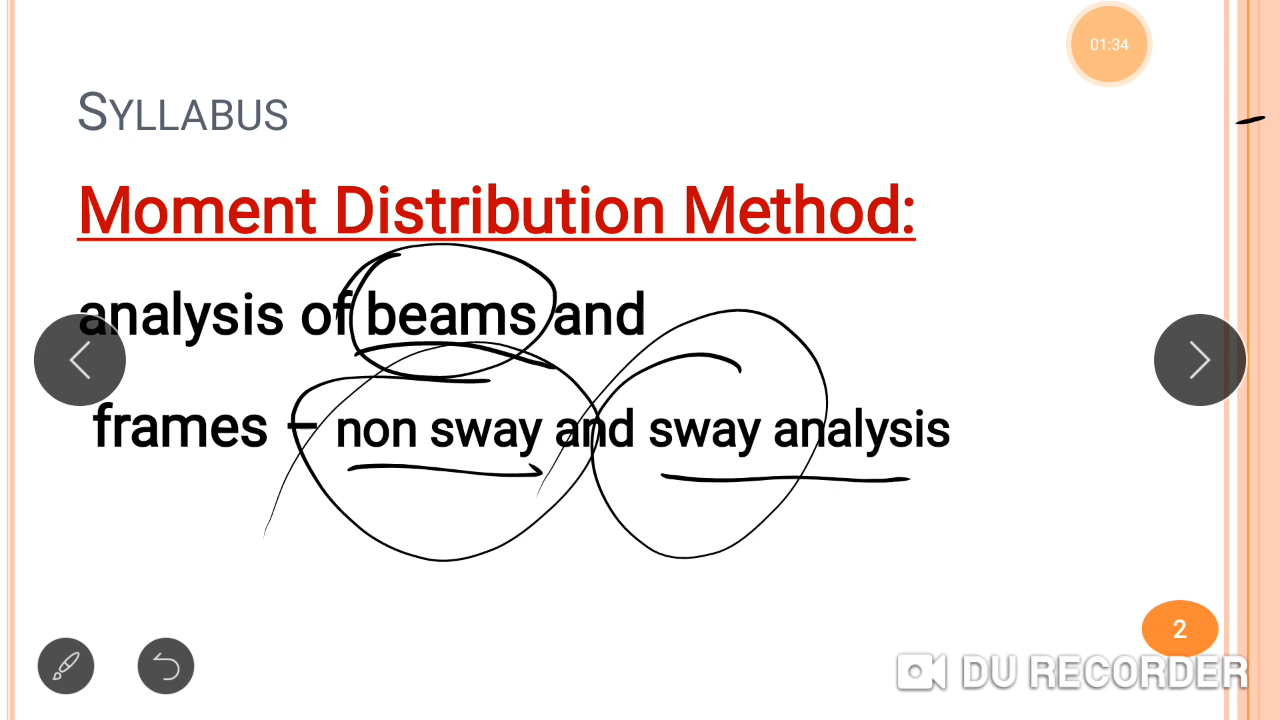 01:34
SYLLABUS
Moment Distribution Method:
analysis of beams and
frames – non sway and sway analysis
2
DU RECORDER